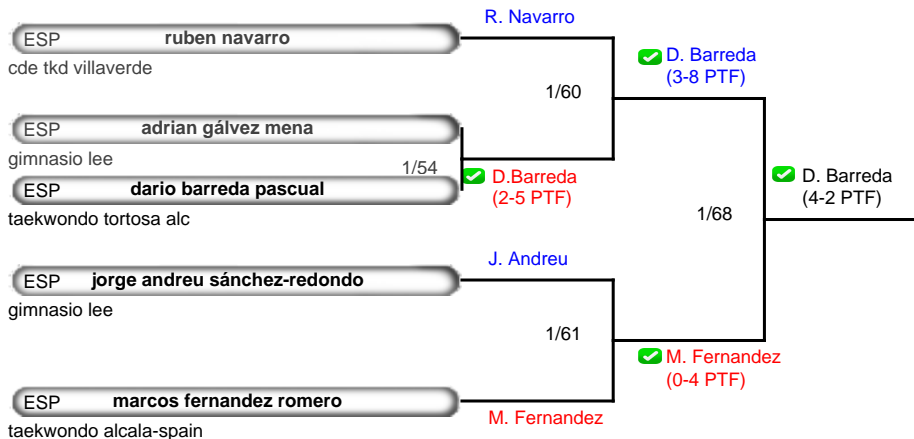 R. Navarro
ESP ruben navarro
cde tkd villaverde
D. Barreda
(3-8 PTF)
1/60
ESP adrian gálvez mena
gimnasio lee
1/54
D.Barreda
(2-5 PTF)
ESP dario barreda pascual
taekwondo tortosa alc
D. Barreda
(4-2 PTF)
1/68
J. Andreu
ESP jorge andreu sánchez-redondo
gimnasio lee
1/61
M. Fernandez
(0-4 PTF)
ESP marcos fernandez romero
M. Fernandez
taekwondo alcala-spain